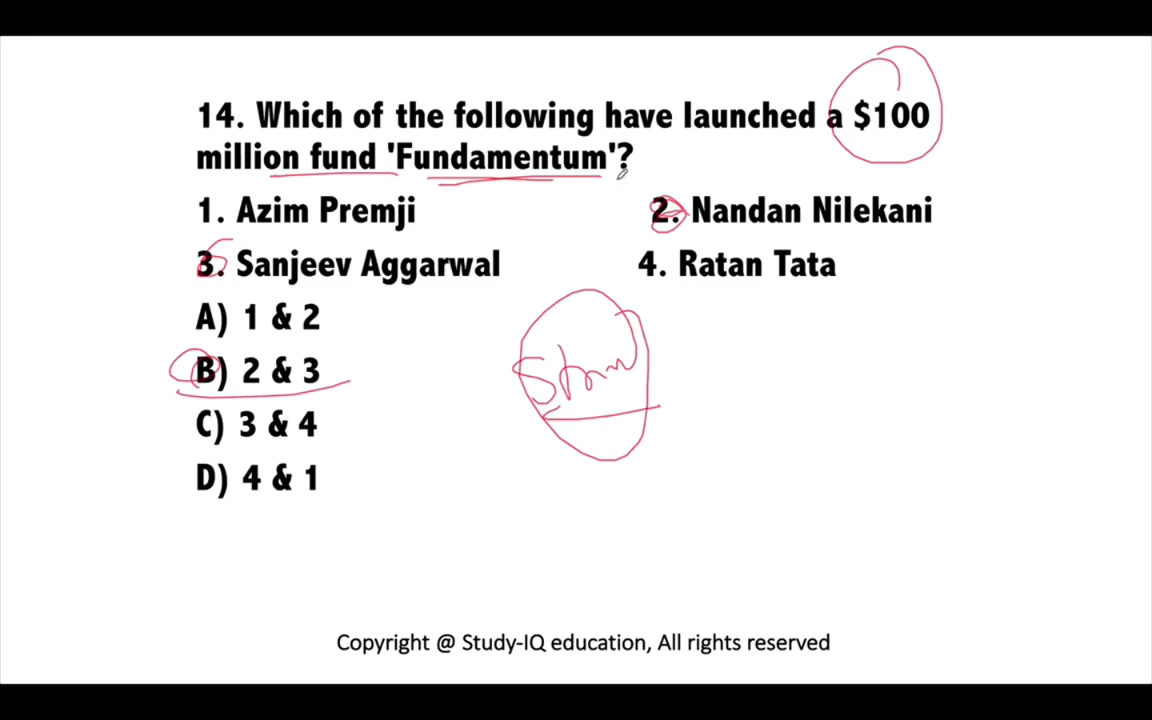 14. Which of the following have launched a $100
million fund 'Fundamentum'?
1. Azim Premji 2. Nandan Nilekani
3. Sanjeev Aggarwal 4. Ratan Tata
A) 1 & 2
B) 2 & 3
C) 3 & 4
D) 4 & 1
Copyright @ Study-IQ education, All rights reserved